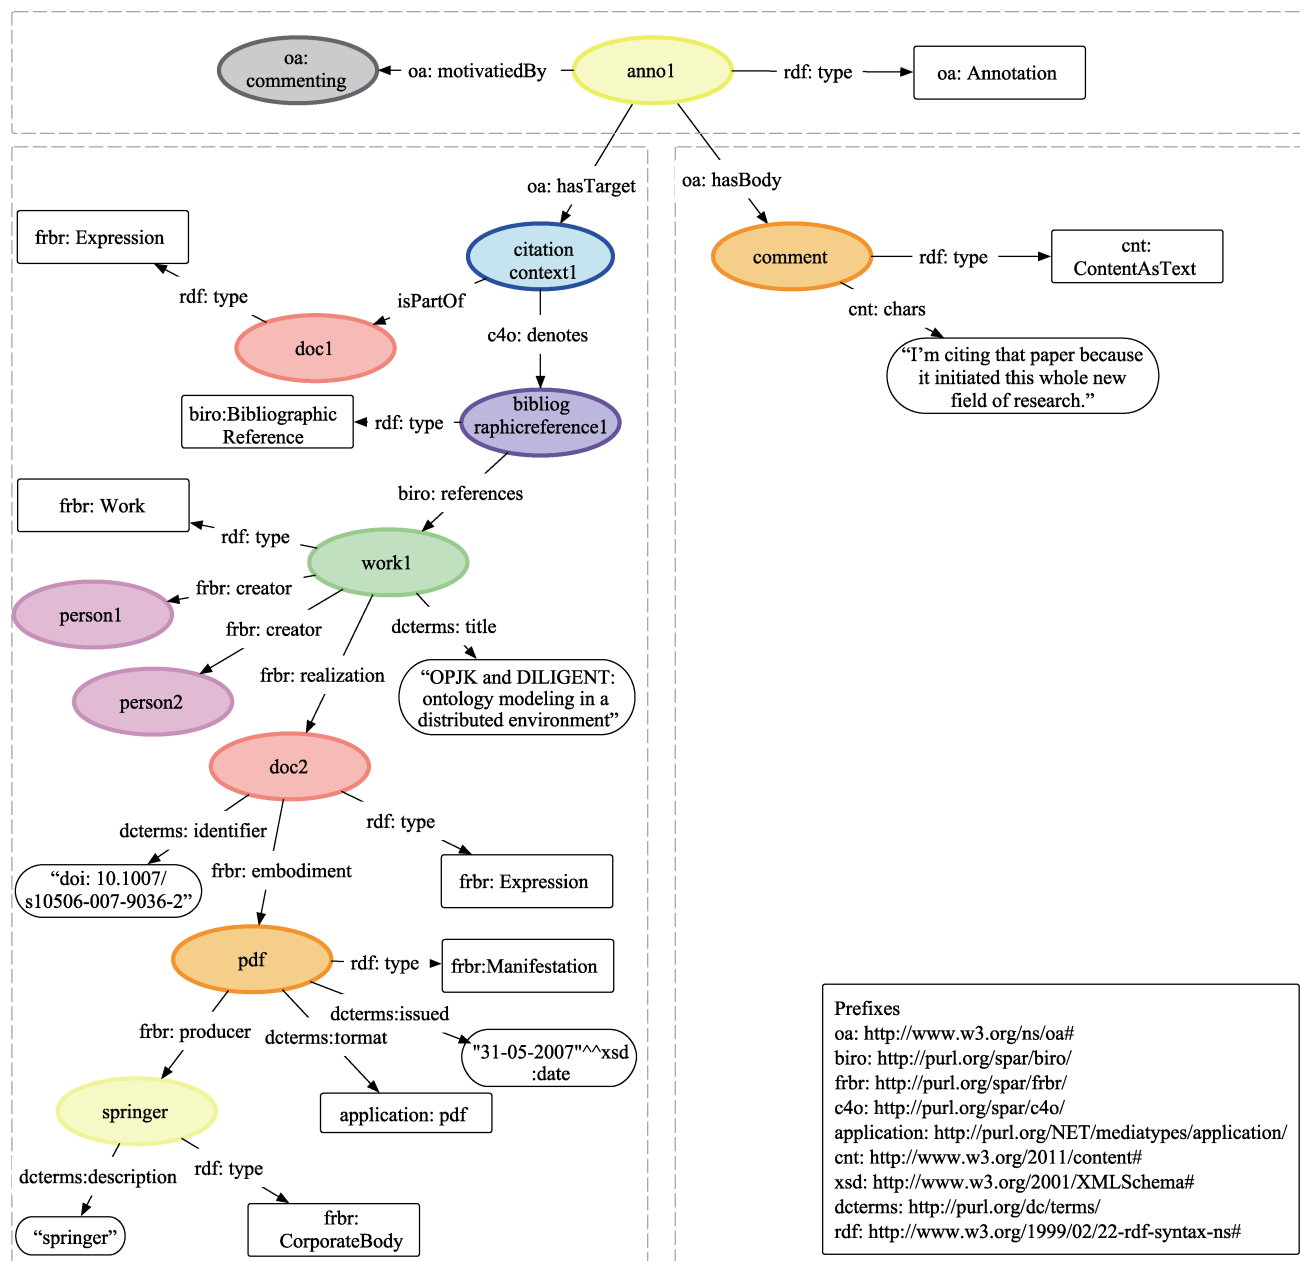 oa:
commenting
oa: motivatiedBy
anno1
rdf: type
oa: Annotation
oa: hasTarget
oa: hasBody
frbr: Expression
citation
context1
comment
rdf: type
cnt:
ContentAsText
rdf: type
isPartOf
cnt: chars
doc1
c4o: denotes
“I’m citing that paper because
it initiated this whole new
field of research.”
biro:Bibliographic
Reference
rdf: type
bibliog
raphicreference1
biro: references
frbr: Work
rdf: type
work1
frbr: creator
person1
frbr: creator
dcterms: title
person2
frbr: realization
“OPJK and DILIGENT:
ontology modeling in a
distributed environment”
doc2
dcterms: identifier
rdf: type
“doi: 10.1007/
s10506-007-9036-2”
frbr: embodiment
frbr: Expression
pdf
rdf: type
frbr:Manifestation
dcterms:issued
frbr: producer
dcterms:tormat
"31-05-2007"^^xsd
:date
springer
application: pdf
dcterms:description
rdf: type
“springer”
frbr:
CorporateBody
Prefixes
oa: http://www.w3.org/ns/oa#
biro: http://purl.org/spar/biro/
frbr: http://purl.org/spar/frbr/
c4o: http://purl.org/spar/c4o/
application: http://purl.org/NET/mediatypes/application/
cnt: http://www.w3.org/2011/content#
xsd: http://www.w3.org/2001/XMLSchema#
dcterms: http://purl.org/dc/terms/
rdf: http://www.w3.org/1999/02/22-rdf-syntax-ns#